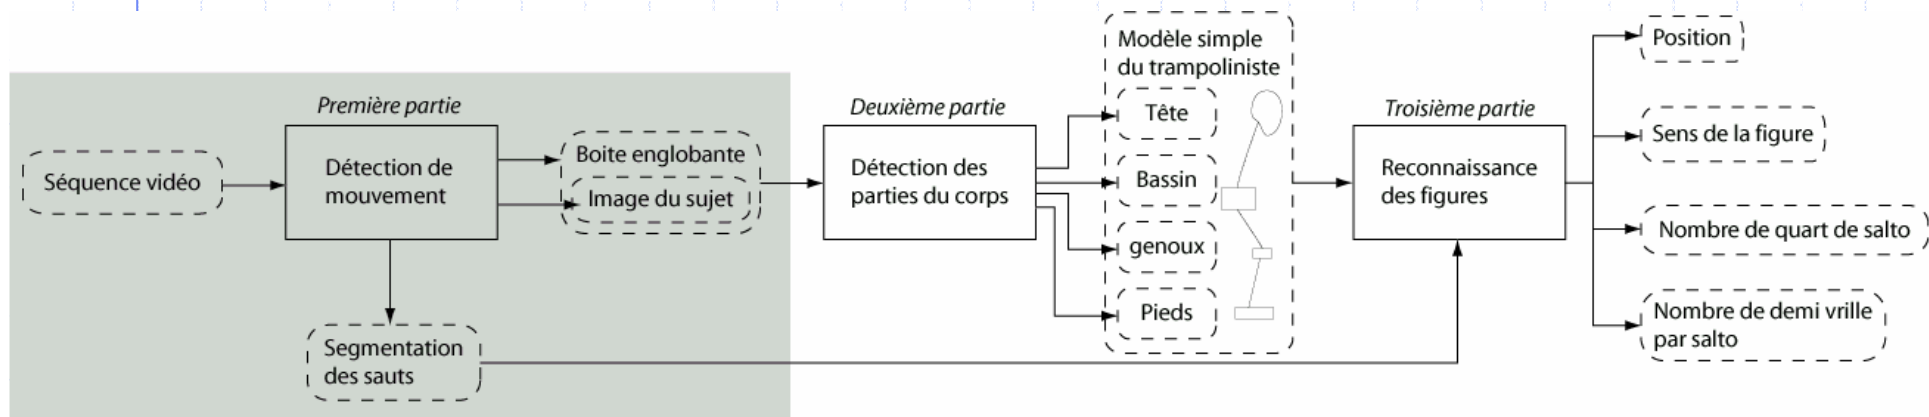 Première partie
Séquence vidéo
Détection de
mouvement
Boite englobante
Image du sujet
Segmentation
des sauts
Deuxième partie
Détection des
parties du corps
Modèle simple
du trampoliniste
Tête
Bassin
genoux
Pieds
Troisième partie
Reconnaissance
des figures
Position
Sens de la figure
Nombre de quart de salto
Nombre de demi vrille
par salto